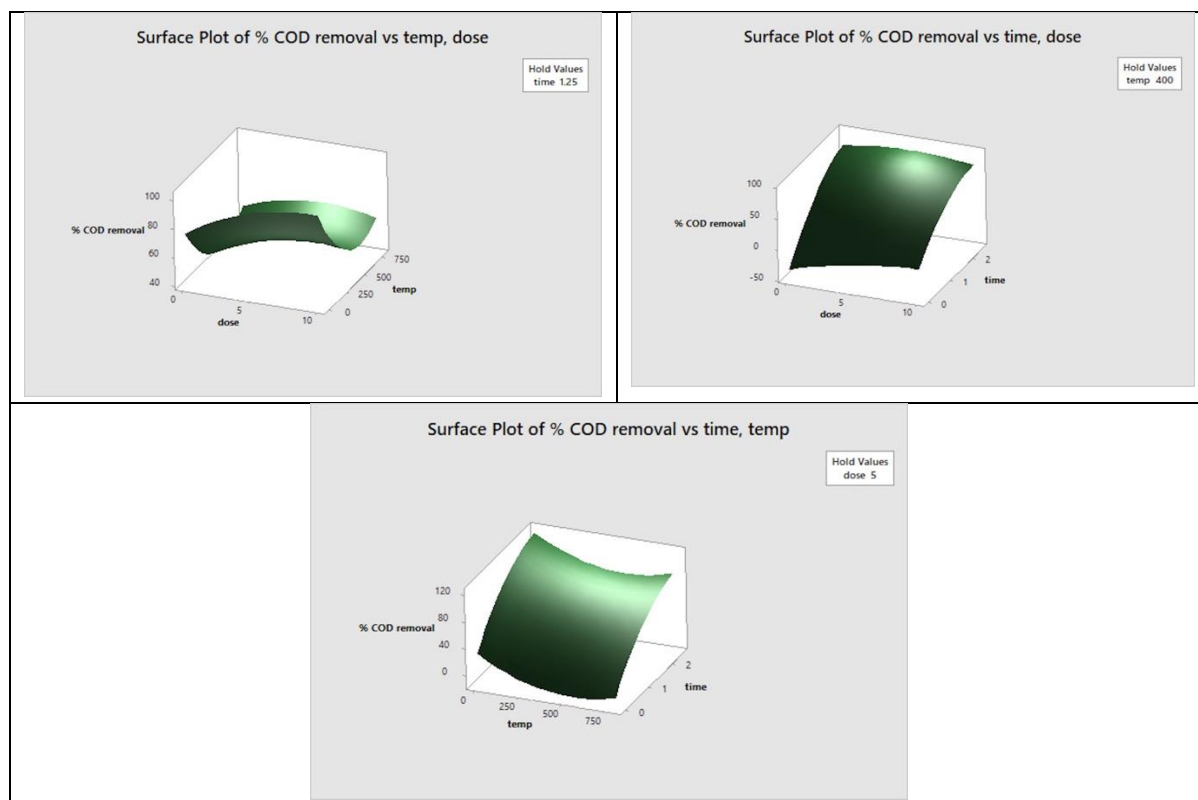 Surface Plot of % COD removal vs temp, dose
Hold Values
time 1.25
100
80
60
40
% COD removal
0
5
10
dose
0
250
500
750
temp
Surface Plot of % COD removal vs time, dose
Hold Values
temp 400
100
50
0
-50
% COD removal
0
5
10
dose
0
1
2
time
Surface Plot of % COD removal vs time, temp
Hold Values
dose 5
120
80
40
0
% COD removal
0
250
500
750
temp
0
1
2
time